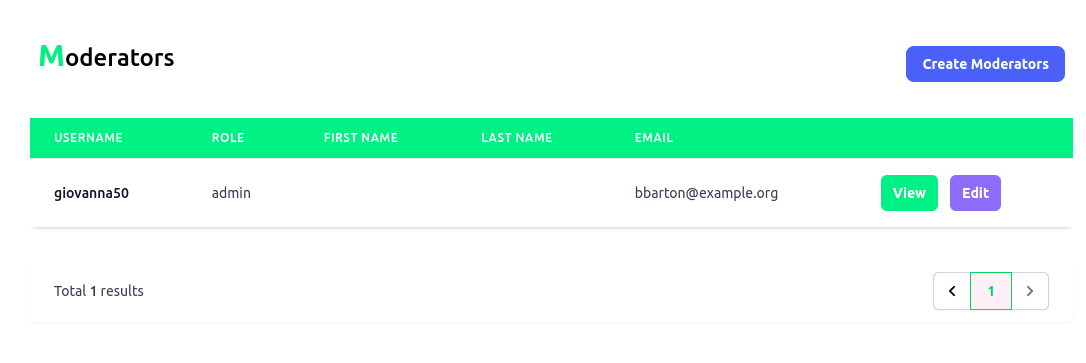 Moderators
Create Moderators
USERNAME ROLE FIRST NAME LAST NAME EMAIL
giovanna50 admin bbarton@example.org View Edit
Total 1 results
1